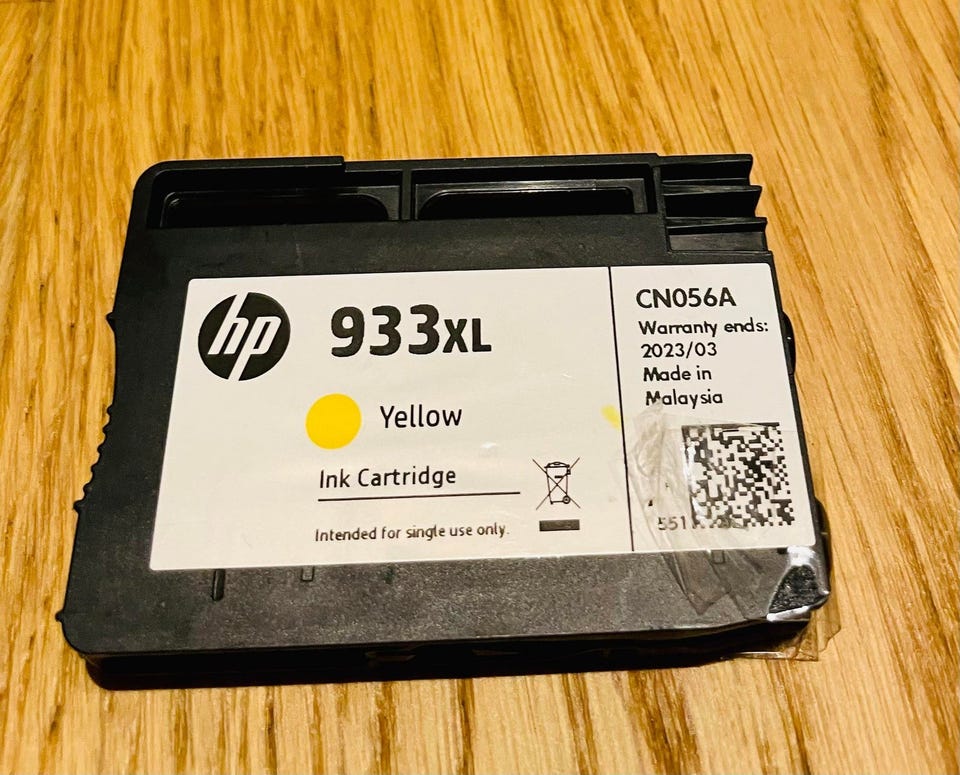 hp
933XL
Yellow
Ink Cartridge
Intended for single use only.
CN056A
Warranty ends:
2023/03
Made in
Malaysia